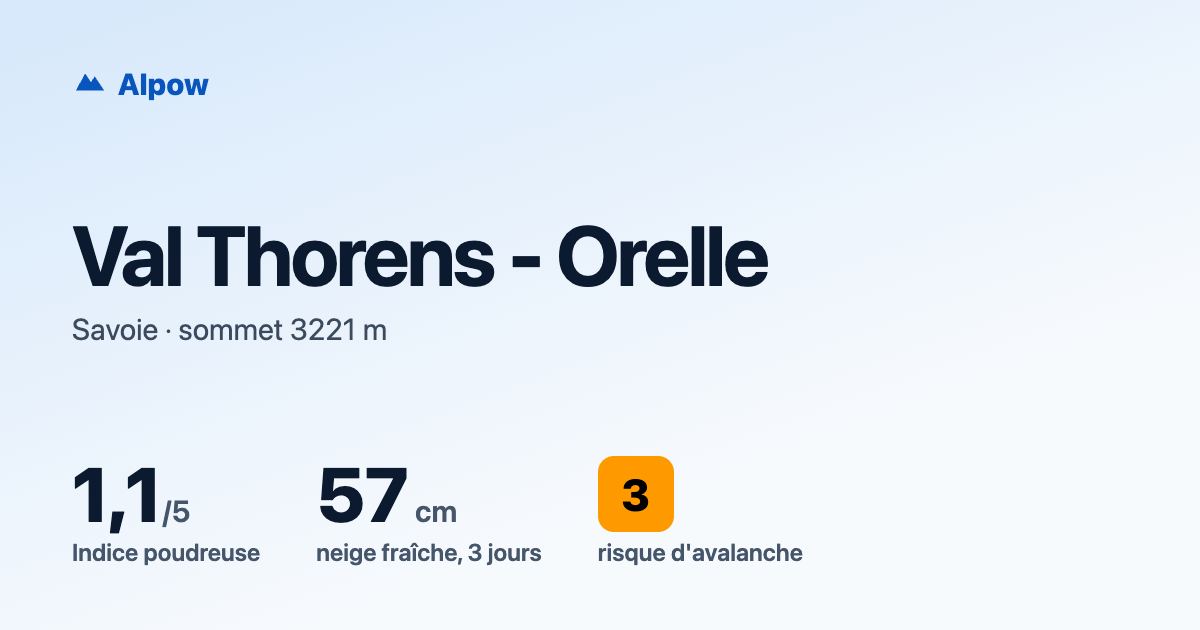 Alpow
Val Thorens - Orelle
Savoie · sommet 3221 m
1,1/5
Indice poudreuse
57 cm
neige fraîche, 3 jours
3
risque d'avalanche